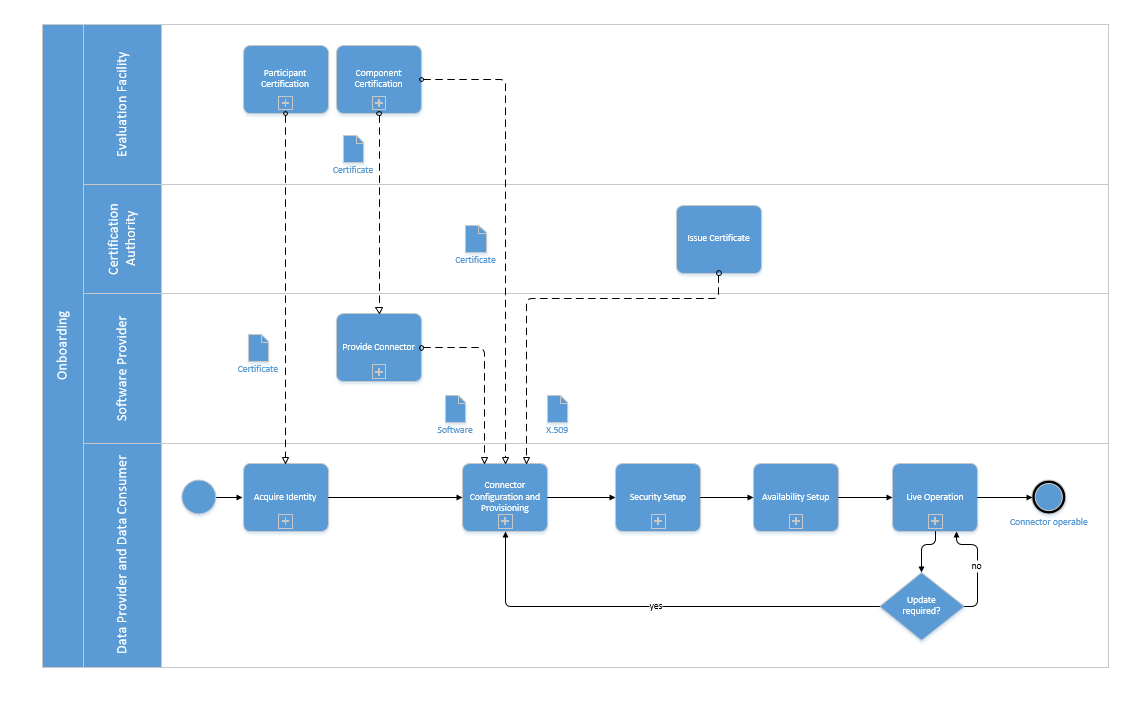 Onboarding
Evaluation Facility
Participant
Certification
Component
Certification
Certificate
Certification
Authority
Certificate
Issue Certificate
Software Provider
Certificate
Provide Connector
Software
X.509
Data Provider and Data Consumer
Acquire Identity
Connector
Configuration and
Provisioning
Security Setup
Availability Setup
Live Operation
Connector operable
no
yes
Update
required?